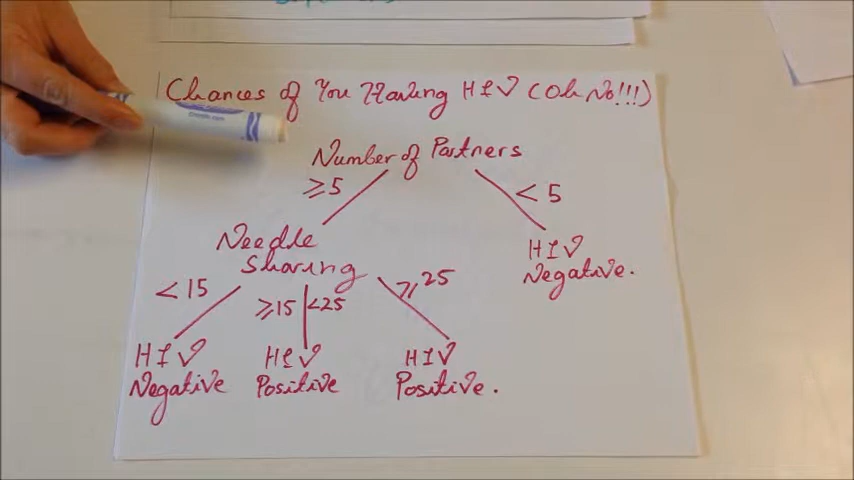 Chances of You Having HIV (Oh No!!!)
Number of Partners
≥5
< 5
Needle
Sharing
HIV
Negative.
< 15
≥15
<25
≥25
HIV
Negative
HIV
Positive
HIV
Positive.